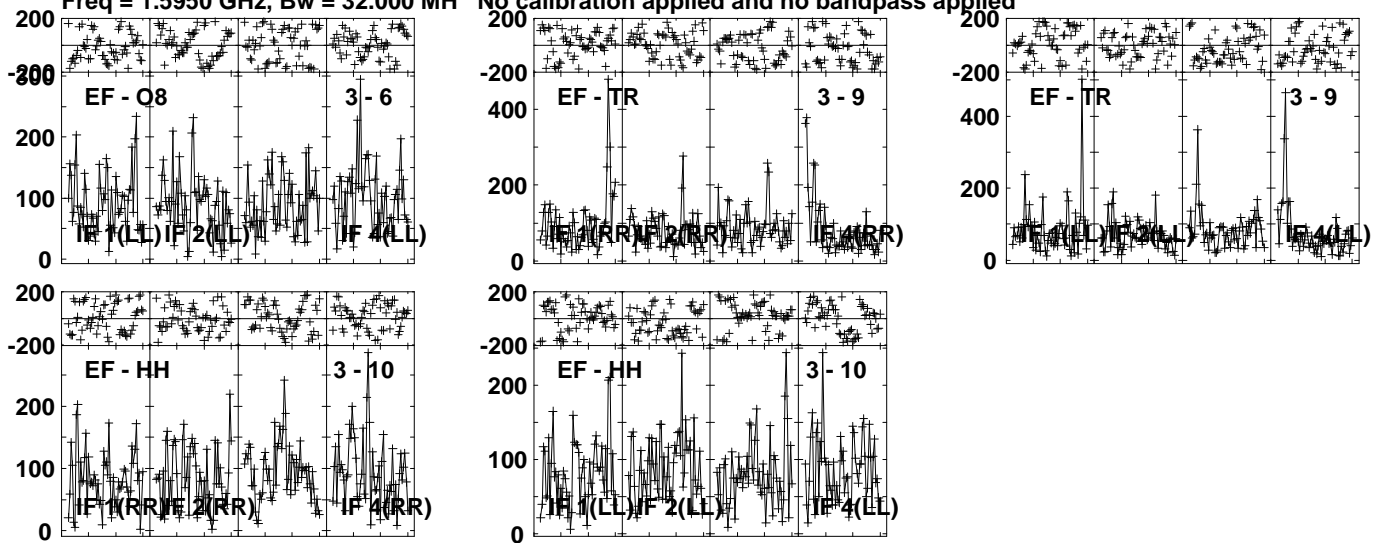 Freq = 1.5950 GHz, Bw = 32.000 MH No calibration applied and no bandpass applied
200
-200
300
200
100
0
EF - O8 3 - 6
IF 1(LL) IF 2(LL) IF 4(LL)
200
-200
400
200
0
EF - TR 3 - 9
IF 1(RR) IF 2(RR) IF 4(RR)
200
-200
400
200
0
EF - TR 3 - 9
IF 1(LL) IF 2(LL) IF 4(LL)
200
-200
200
100
0
EF - HH 3 - 10
IF 1(RR) IF 2(RR) IF 4(RR)
200
-200
200
100
0
EF - HH 3 - 10
IF 1(LL) IF 2(LL) IF 4(LL)